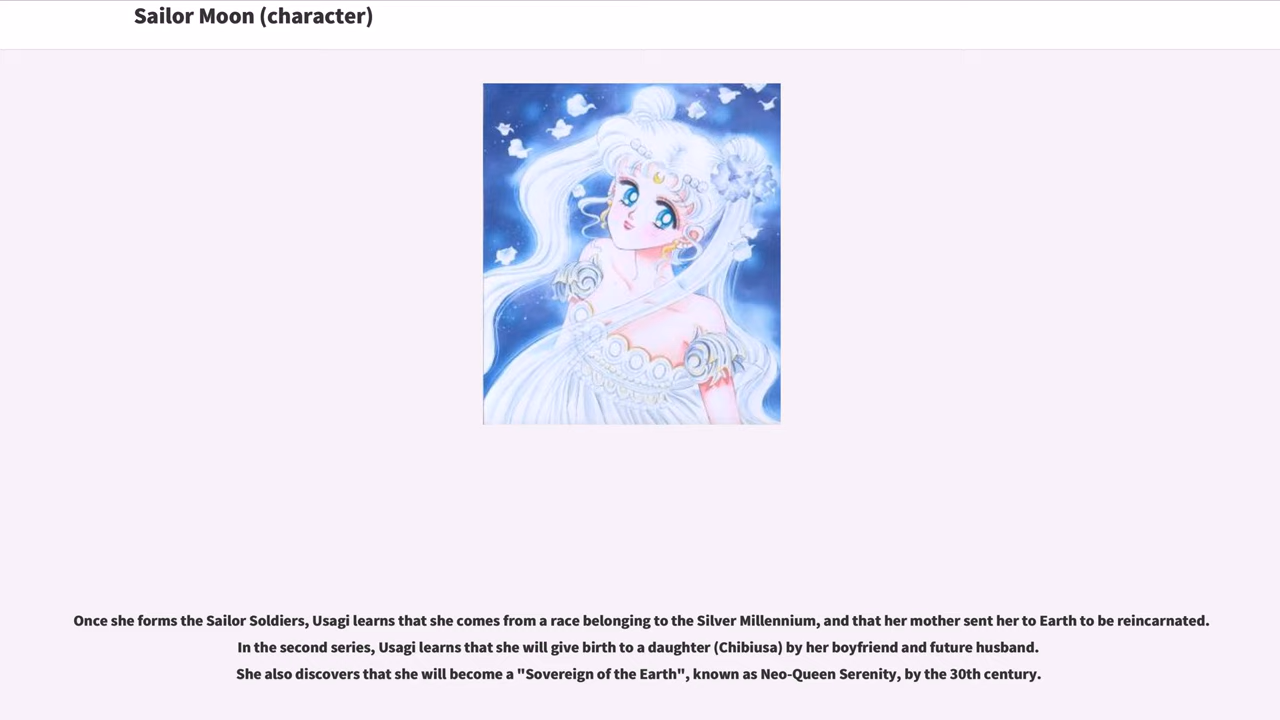 Sailor Moon (character)
Once she forms the Sailor Soldiers, Usagi learns that she comes from a race belonging to the Silver Millennium, and that her mother sent her to Earth to be reincarnated.
In the second series, Usagi learns that she will give birth to a daughter (Chibiusa) by her boyfriend and future husband.
She also discovers that she will become a "Sovereign of the Earth", known as Neo-Queen Serenity, by the 30th century.